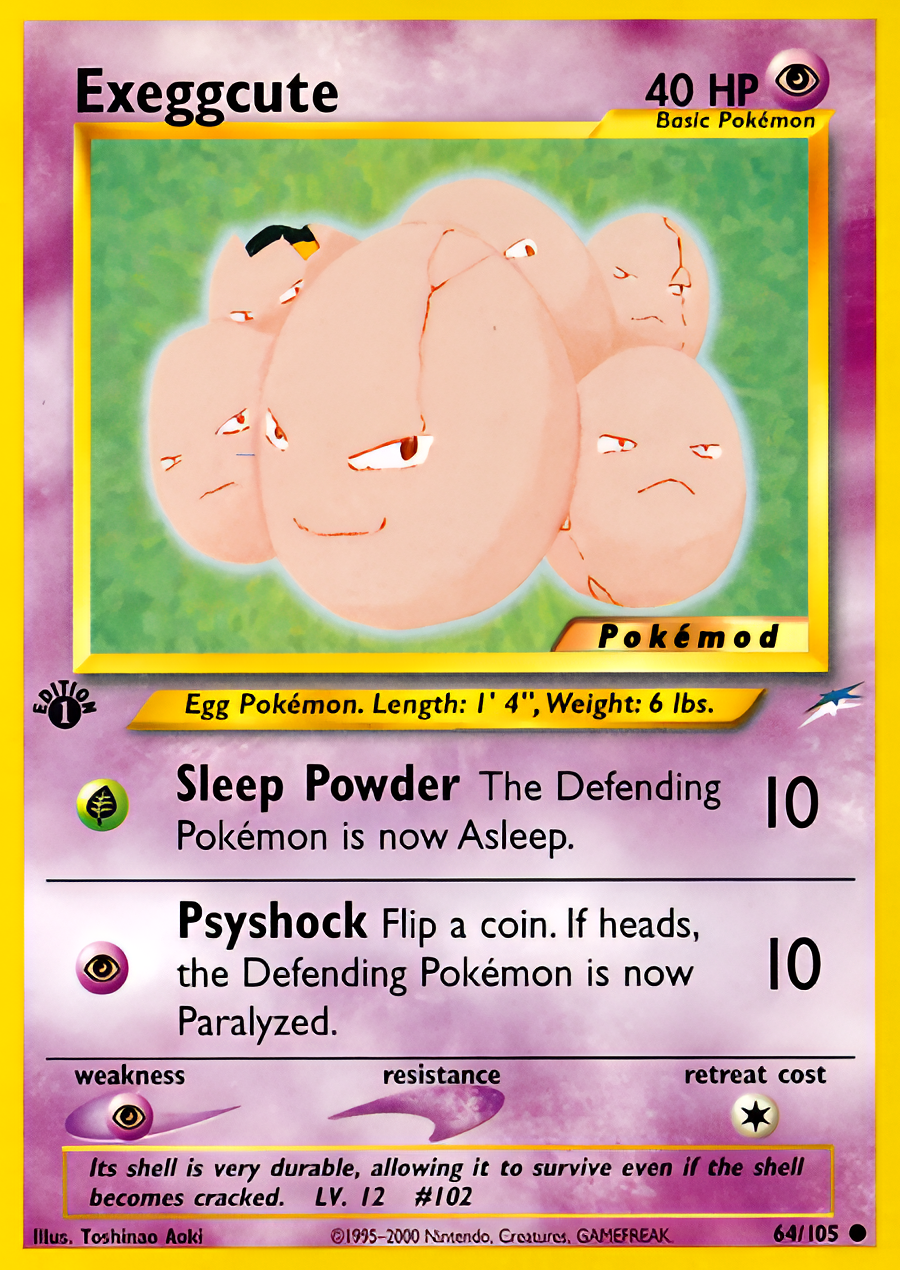 Exeggcute
40 HP
Basic Pokémon
Pokémod
EDITION
1
Egg Pokémon. Length: 1' 4", Weight: 6 lbs.
Sleep Powder The Defending 10
Pokémon is now Asleep.
Psyshock Flip a coin. If heads,
the Defending Pokémon is now 10
Paralyzed.
weakness resistance retreat cost
Its shell is very durable, allowing it to survive even if the shell
becomes cracked. LV. 12 #102
Illus. Toshinao Aoki ©1995-2000 Nintendo, Creatures, GAMEFREAK. 64/105